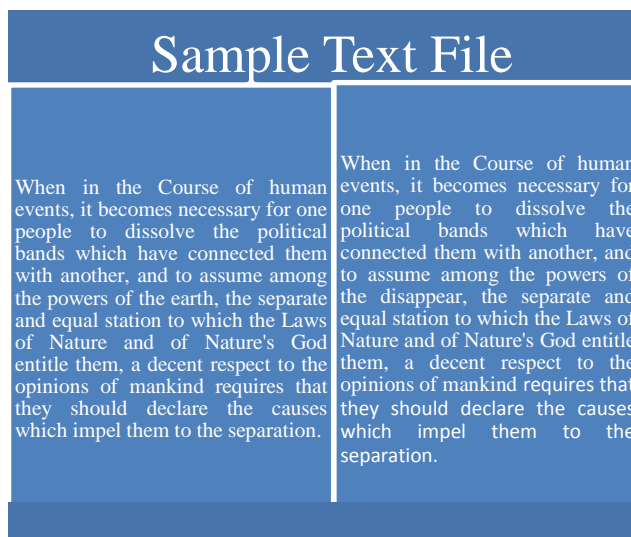 Sample Text File
When in the Course of human
events, it becomes necessary for one
people to dissolve the political
bands which have connected them
with another, and to assume among
the powers of the earth, the separate
and equal station to which the Laws
of Nature and of Nature's God
entitle them, a decent respect to the
opinions of mankind requires that
they should declare the causes
which impel them to the separation.
When in the Course of human
events, it becomes necessary for
one people to dissolve the
political bands which have
connected them with another, and
to assume among the powers of
the disappear, the separate and
equal station to which the Laws of
Nature and of Nature's God entitle
them, a decent respect to the
opinions of mankind requires that
they should declare the causes
which impel them to the
separation.